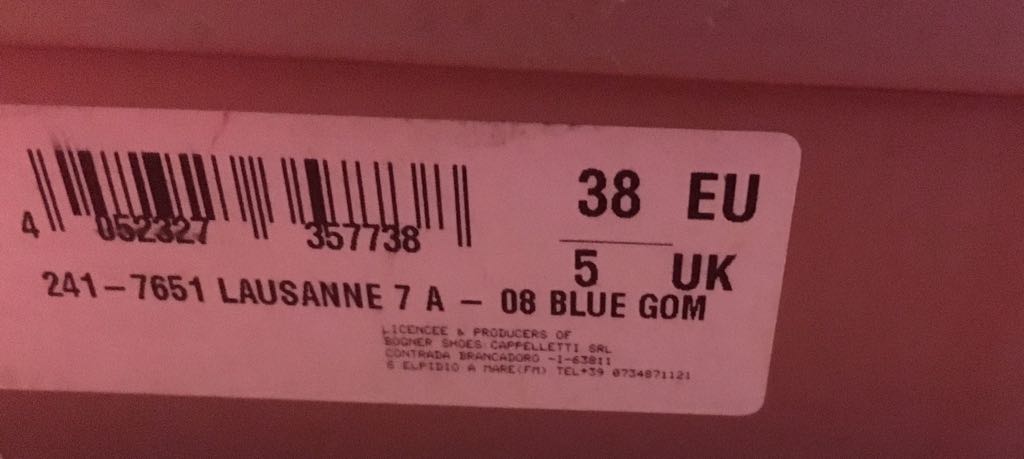 38 EU
4 052327 357738
5 UK
241-7651 LAUSANNE 7 A - 08 BLUE GOM
LICENCEE & PRODUCERS OF
BOGNER SHOES: CAPPELLETTI SRL
CONTRADA BRANCADORO -I-63811
S ELPIDIO A MARE(FM) TEL+39 0734871121